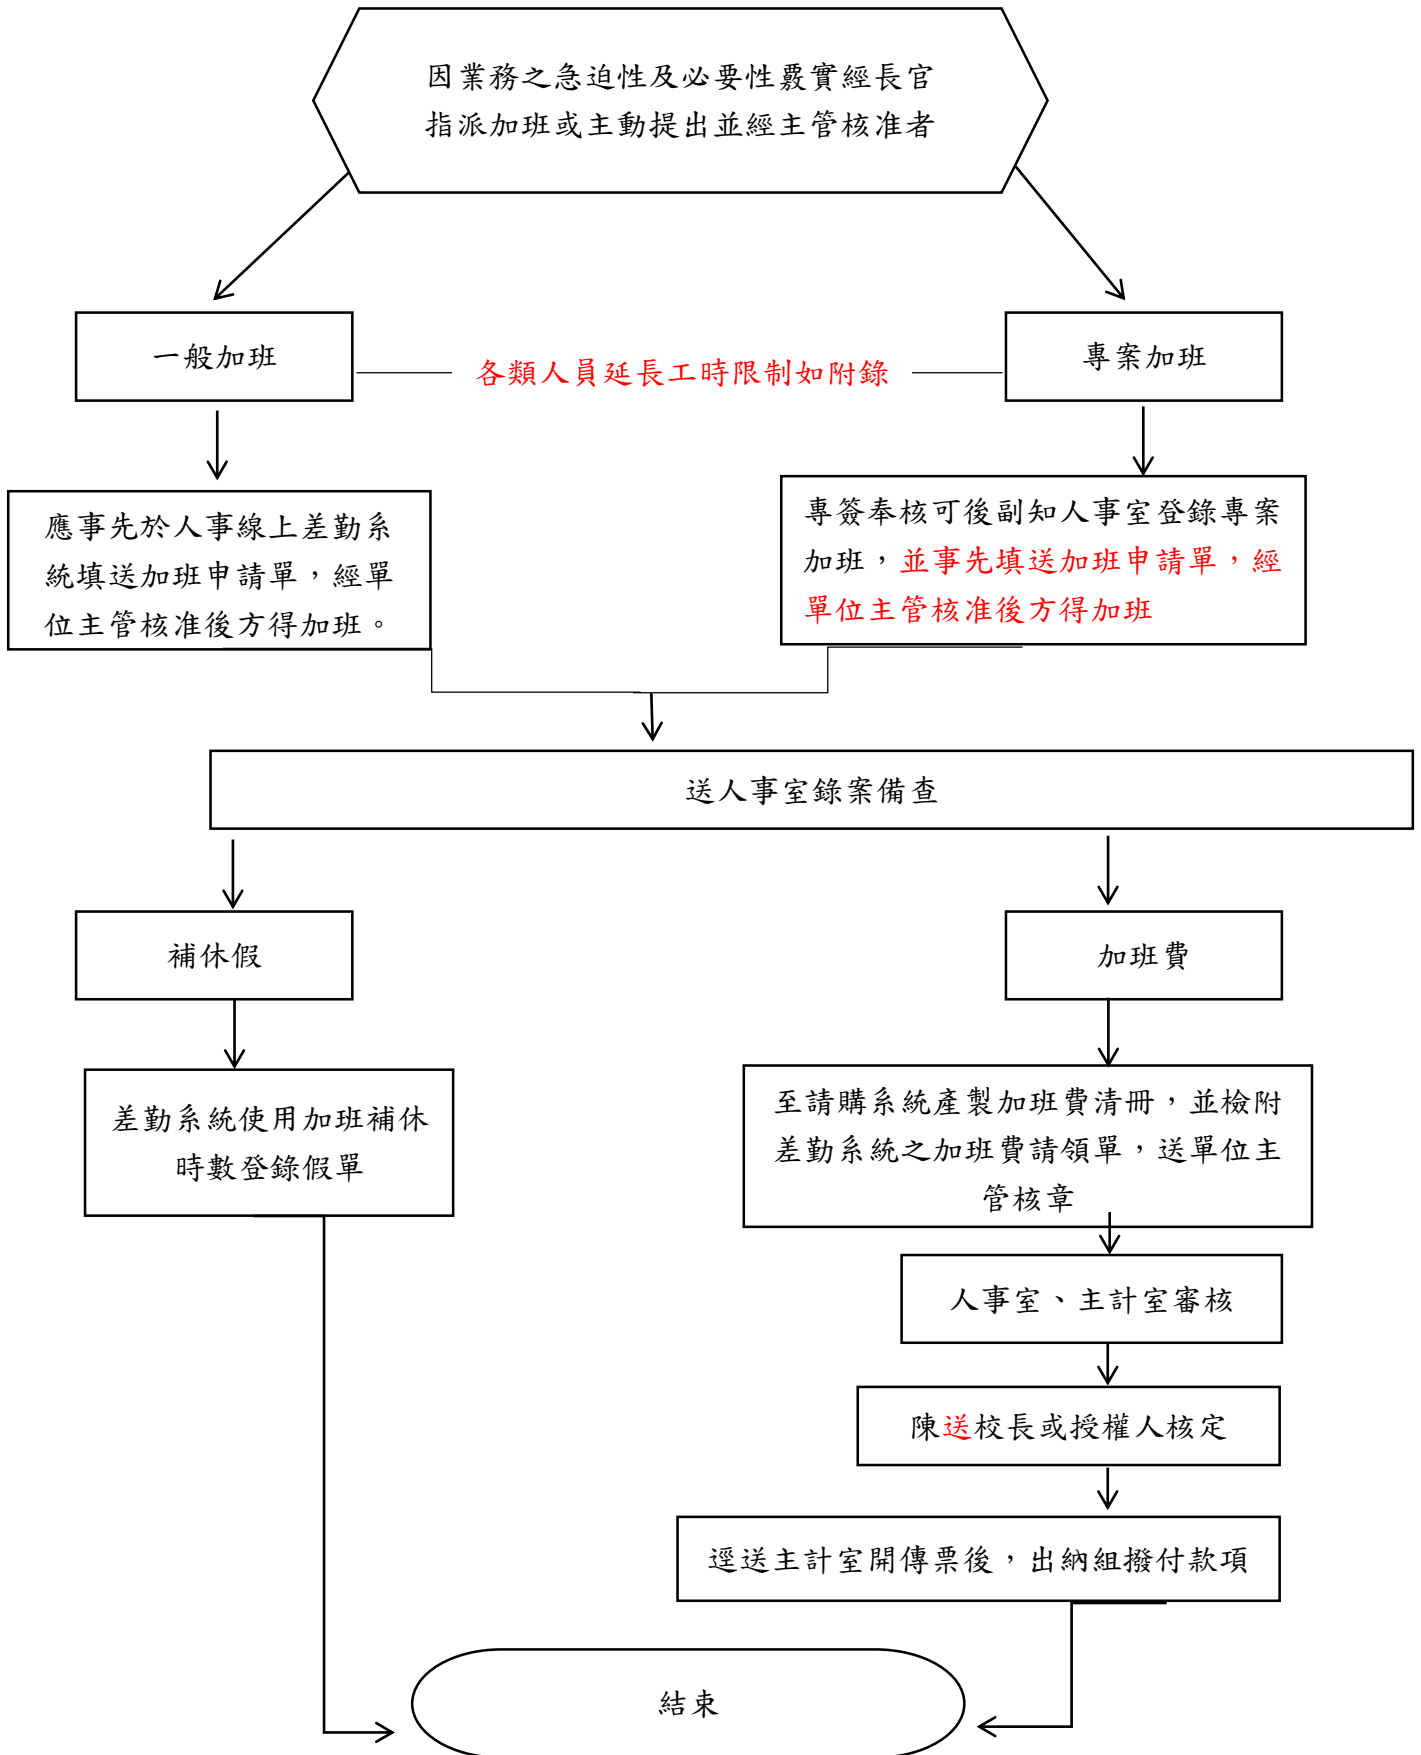 因業務之急迫性及必要性覈實經長官
指派加班或主動提出並經主管核准者
一般加班
各類人員延長工時限制如附錄
專案加班
應事先於人事線上差勤系
統填送加班申請單，經單
位主管核准後方得加班。
專簽奉核可後副知人事室登錄專案
加班，並事先填送加班申請單，經
單位主管核准後方得加班
送人事室錄案備查
補休假
加班費
差勤系統使用加班補休
時數登錄假單
至請購系統產製加班費清冊，並檢附
差勤系統之加班費請領單，送單位主
管核章
人事室、主計室審核
陳送校長或授權人核定
逕送主計室開傳票後，出納組撥付款項
結束